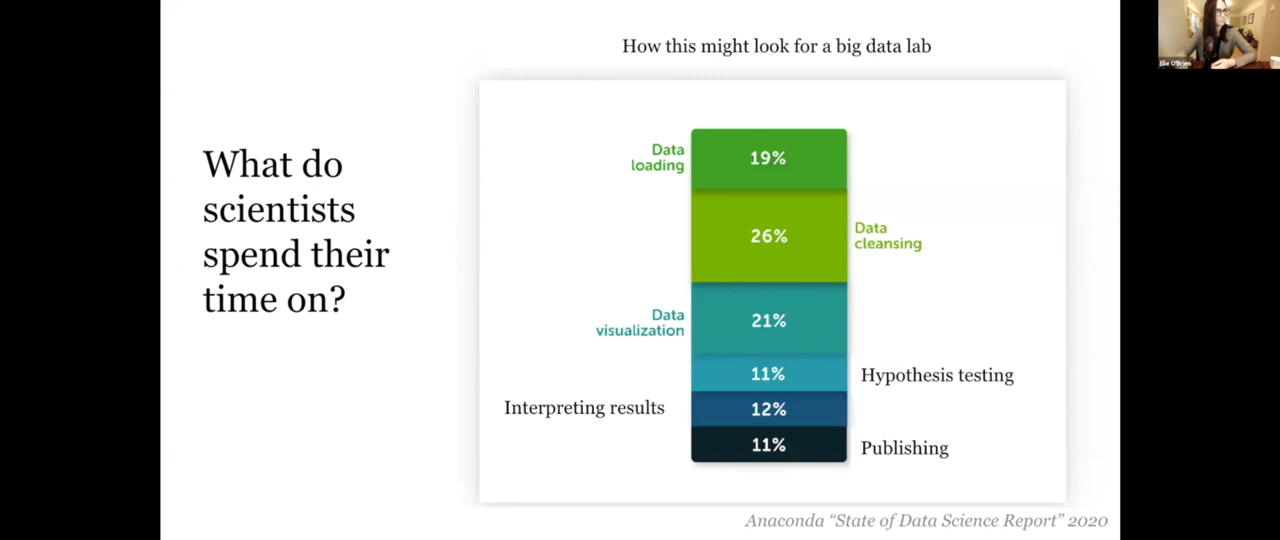 How this might look for a big data lab
Elie O'Brien
What do
scientists
spend their
time on?
Data
loading
19%
26%
Data
cleansing
Data
visualization
21%
11%
Hypothesis testing
Interpreting results
12%
11%
Publishing
Anaconda “State of Data Science Report” 2020